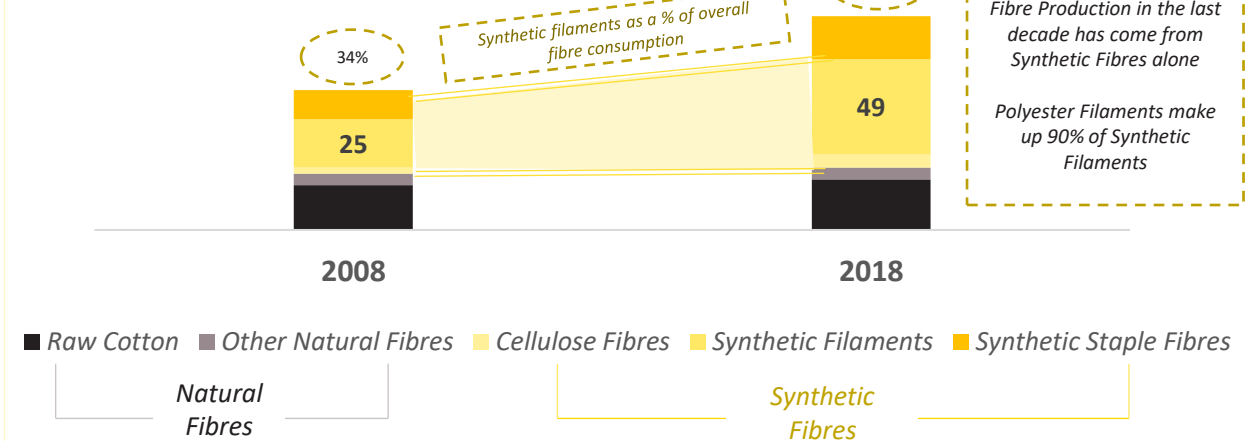 Synthetic filaments as a % of overall
fibre consumption
34%
Fibre Production in the last
decade has come from
Synthetic Fibres alone
Polyester Filaments make
up 90% of Synthetic
Filaments
25
49
2008
2018
Raw Cotton
Other Natural Fibres
Cellulose Fibres
Synthetic Filaments
Synthetic Staple Fibres
Natural
Fibres
Synthetic
Fibres